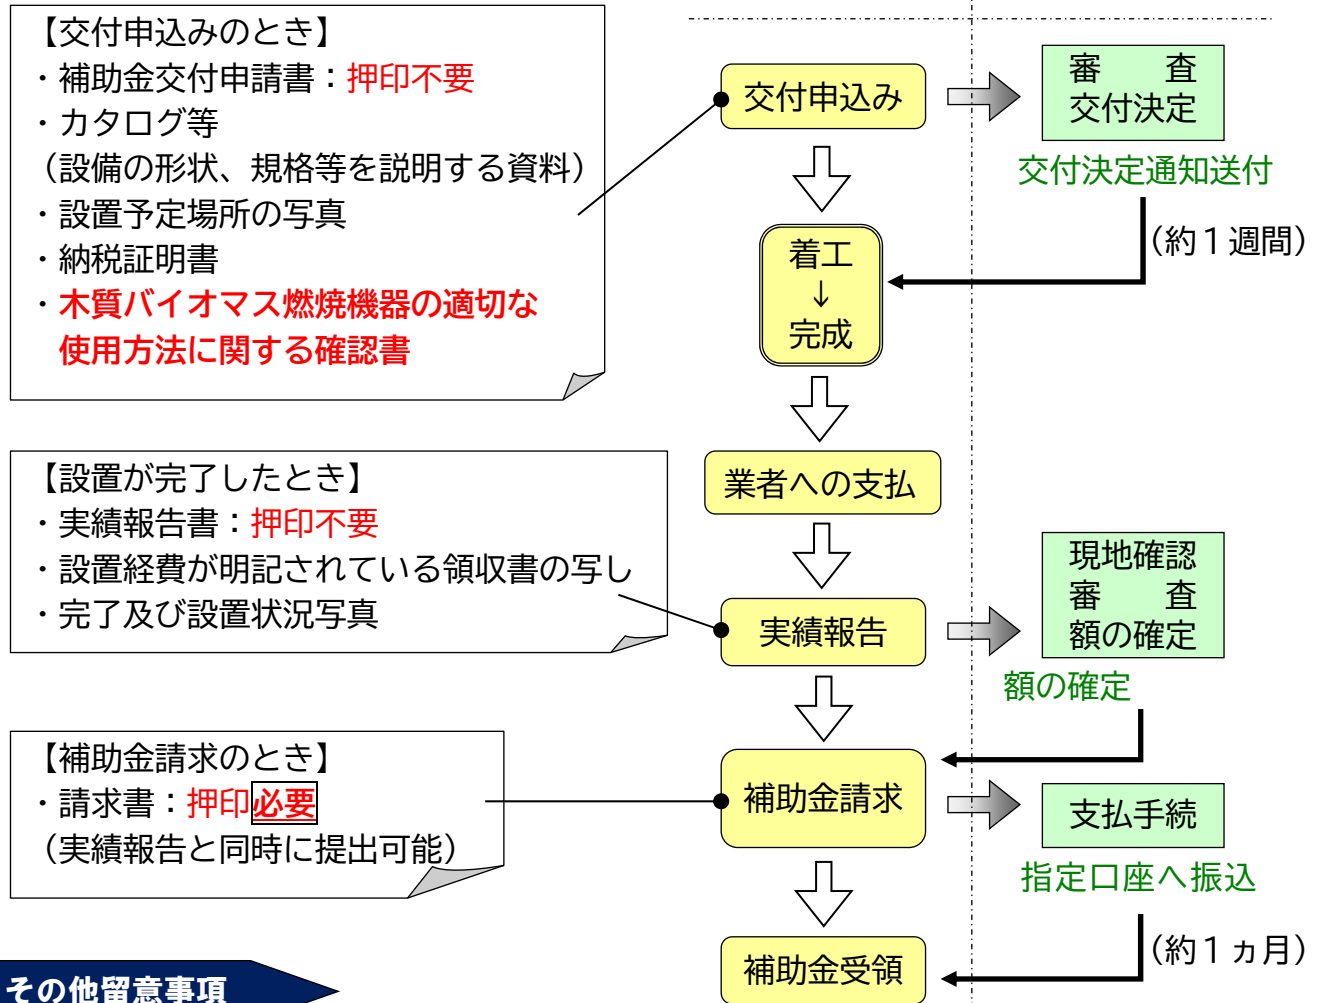 【交付申込みのとき】
・補助金交付申請書：押印不要
・カタログ等
（設備の形状、規格等を説明する資料）
・設置予定場所の写真
・納税証明書
・木質バイオマス燃焼機器の適切な
使用方法に関する確認書
交付申込み
審　査
交付決定
交付決定通知送付
（約１週間）
着工
↓
完成
業者への支払
【設置が完了したとき】
・実績報告書：押印不要
・設置経費が明記されている領収書の写し
・完了及び設置状況写真
実績報告
現地確認
審　査
額の確定
額の確定
【補助金請求のとき】
・請求書：押印必要
（実績報告と同時に提出可能）
補助金請求
支払手続
指定口座へ振込
（約１ヵ月）
補助金受領
その他留意事項